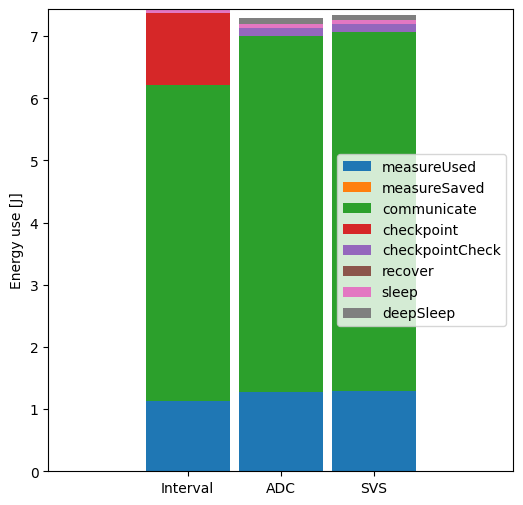 Energy use [J]
7
6
5
4
3
2
1
0
measureUsed
measureSaved
communicate
checkpoint
checkpointCheck
recover
sleep
deepSleep
Interval ADC SVS